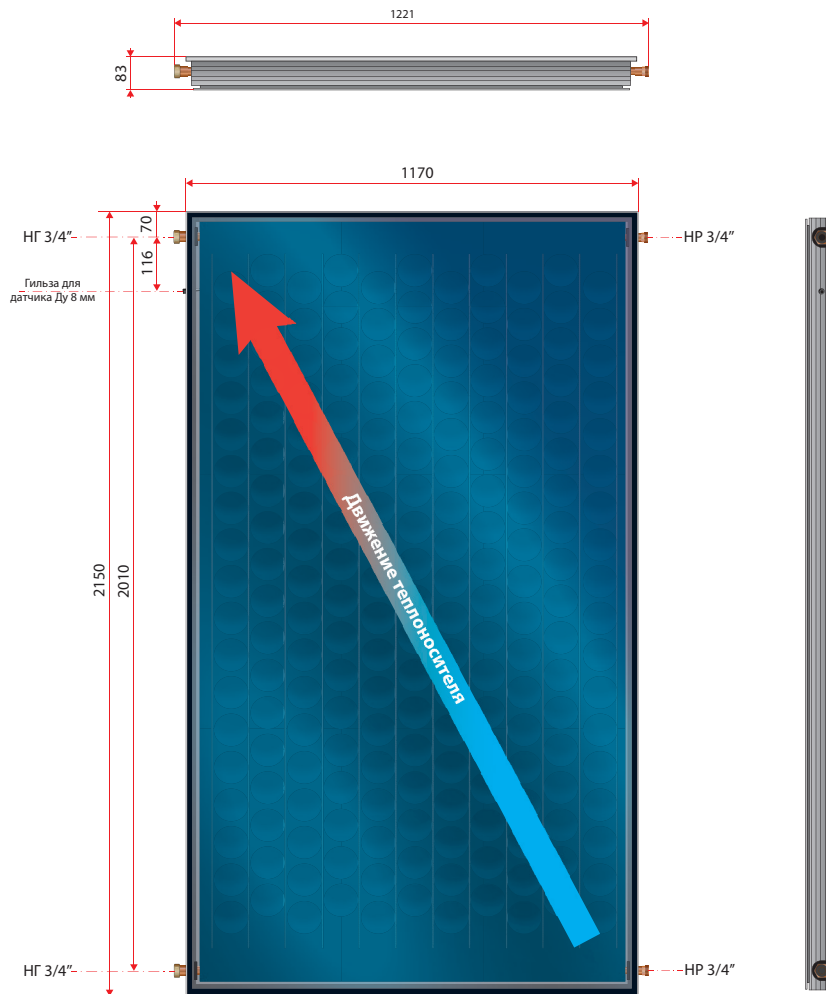 1221
83
1170
70
НГ 3/4”
НР 3/4”
116
Гильза для
датчика Ду 8 мм
Движение теплоносителя
2150
2010
НГ 3/4”
НР 3/4”